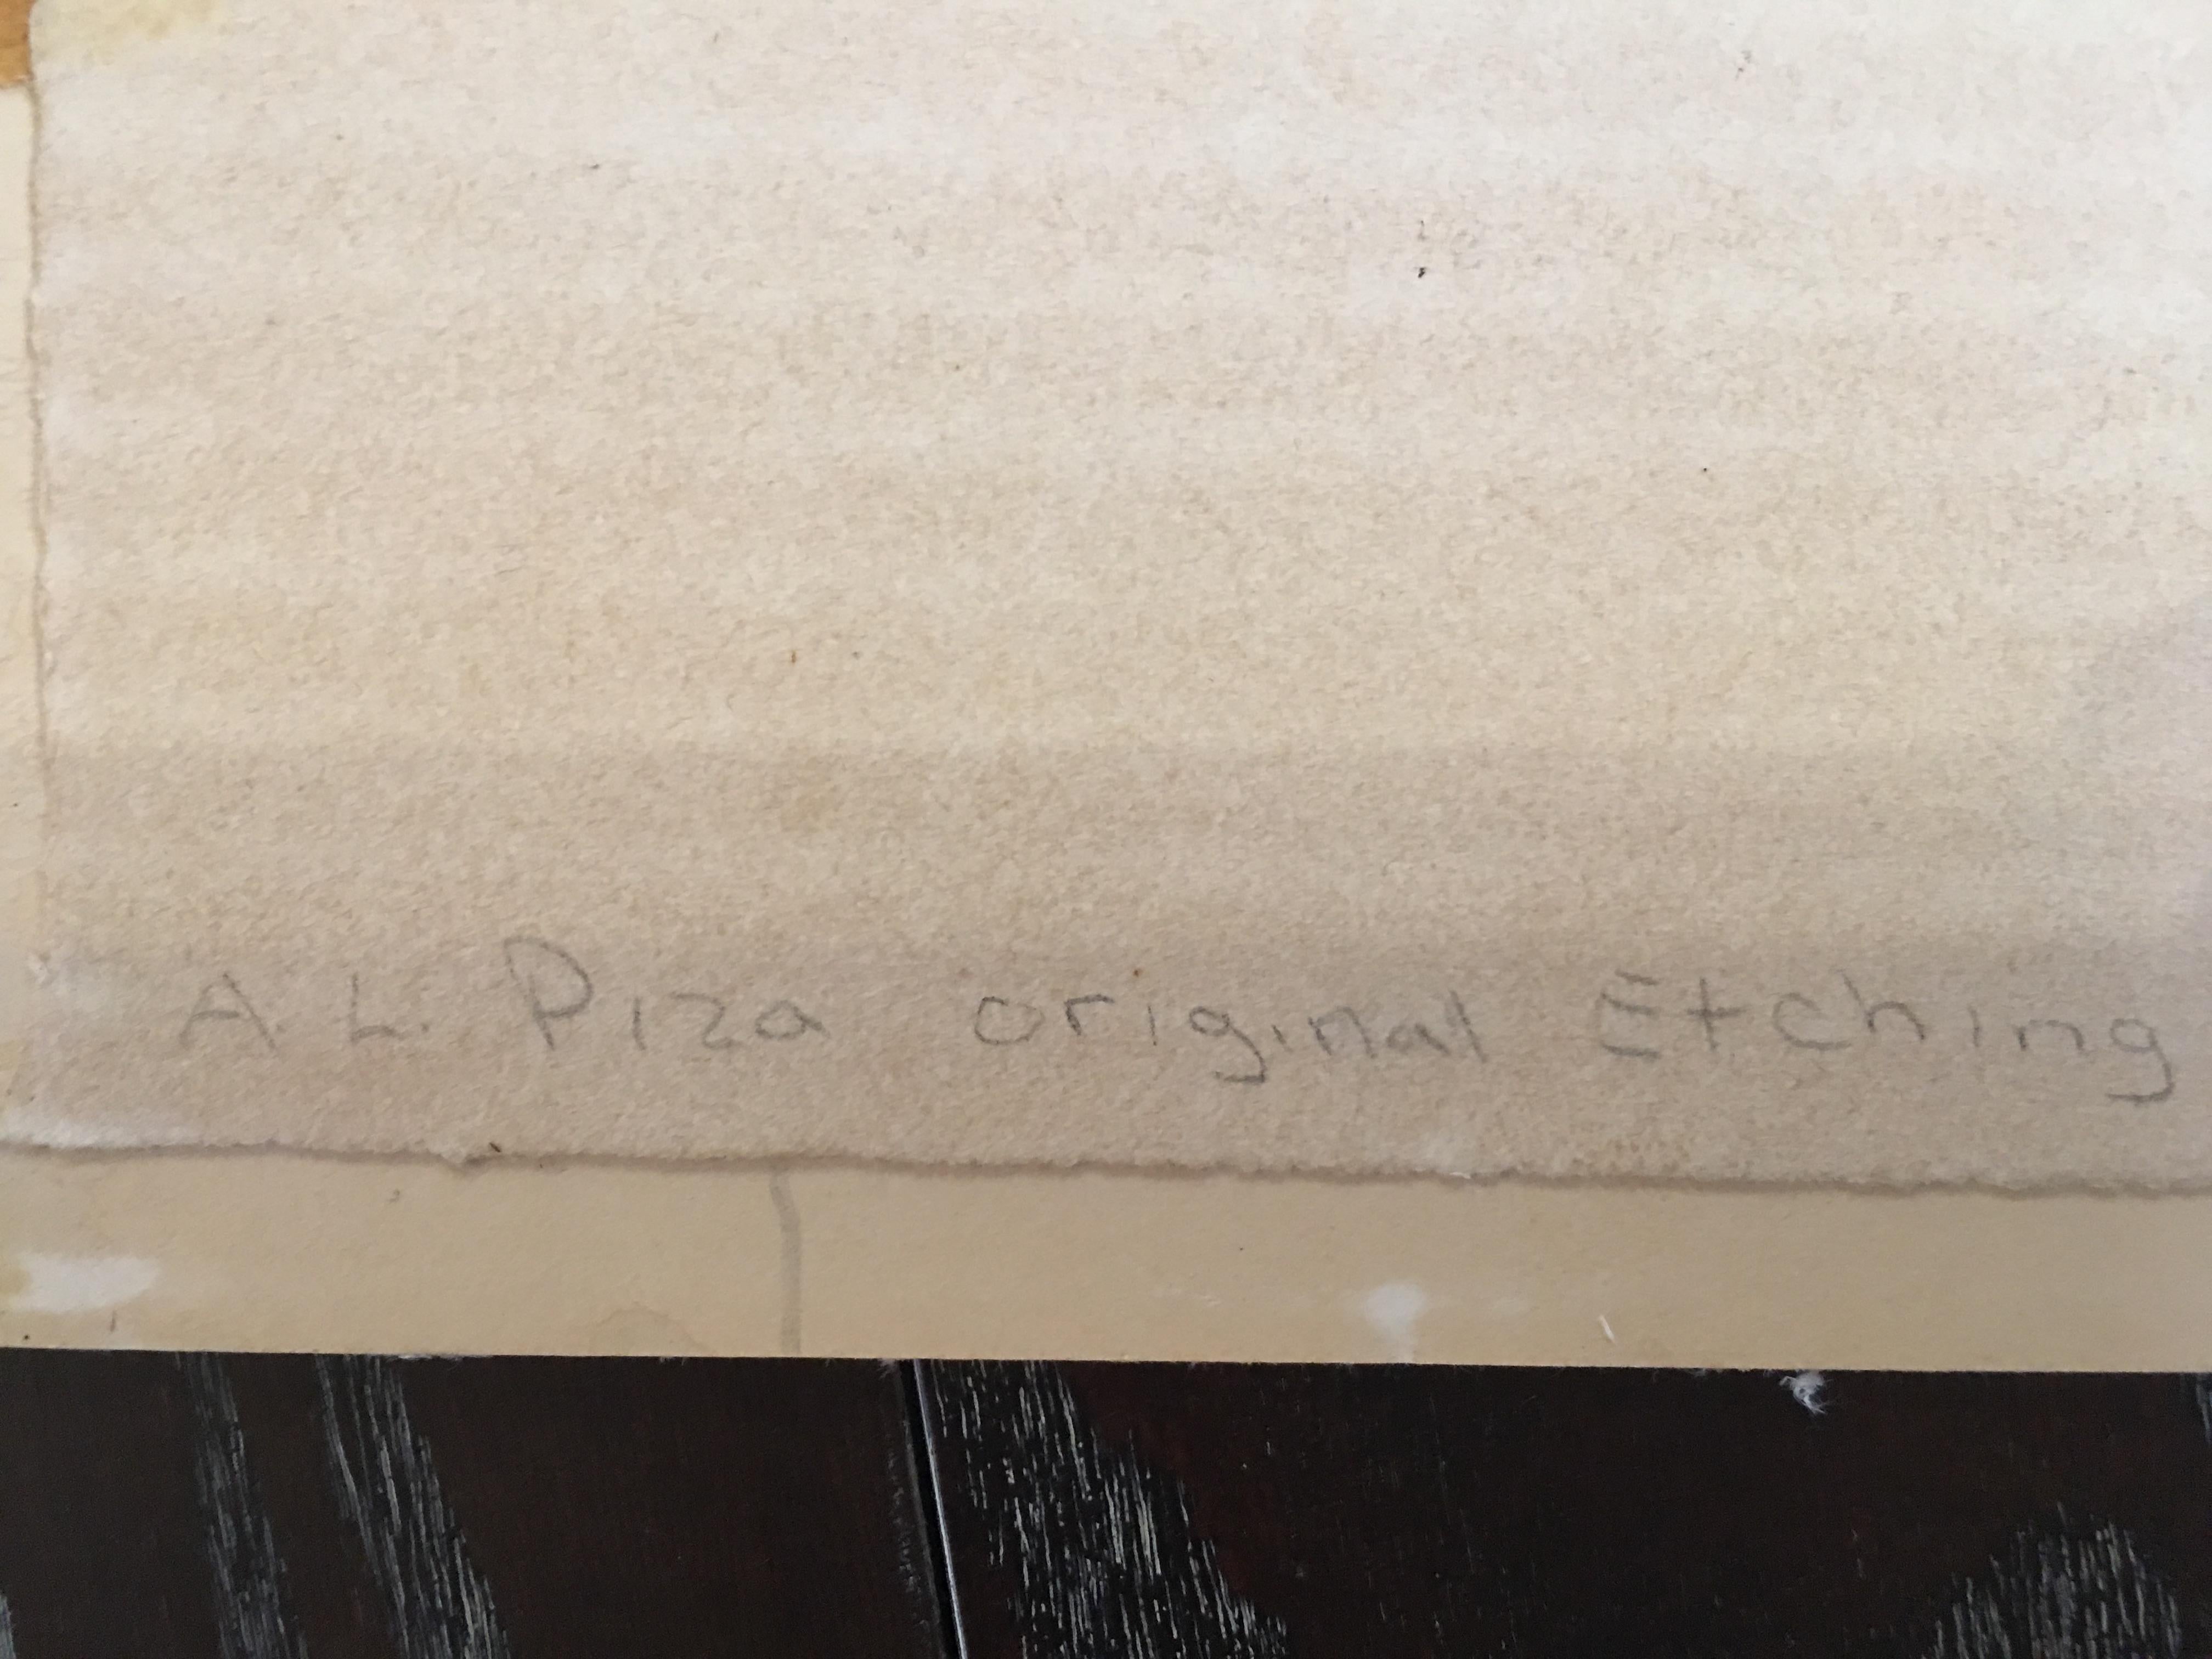 A. L. Piza original Etching